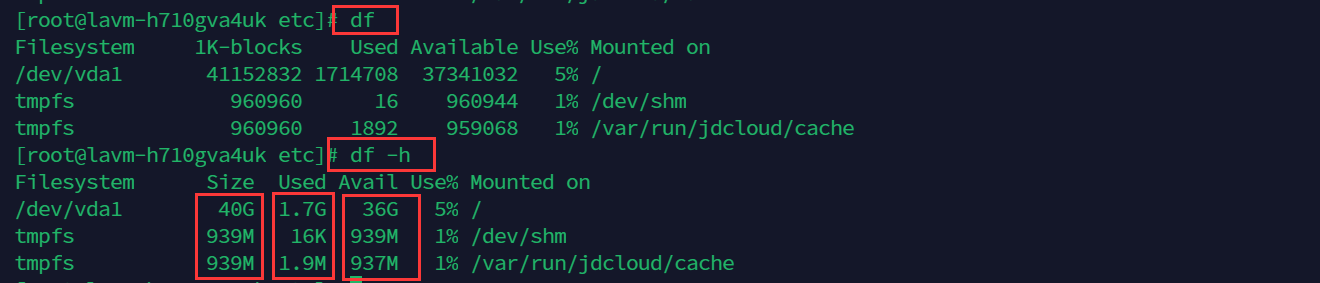 [root@lavm-h710gva4uk etc]# df
Filesystem     1K-blocks    Used Available Use% Mounted on
/dev/vda1       41152832 1714708  37341032   5% /
tmpfs             960960      16    960944   1% /dev/shm
tmpfs             960960    1892    959068   1% /var/run/jdcloud/cache
[root@lavm-h710gva4uk etc]# df -h
Filesystem      Size  Used Avail Use% Mounted on
/dev/vda1        40G  1.7G   36G   5% /
tmpfs           939M   16K  939M   1% /dev/shm
tmpfs           939M  1.9M  937M   1% /var/run/jdcloud/cache